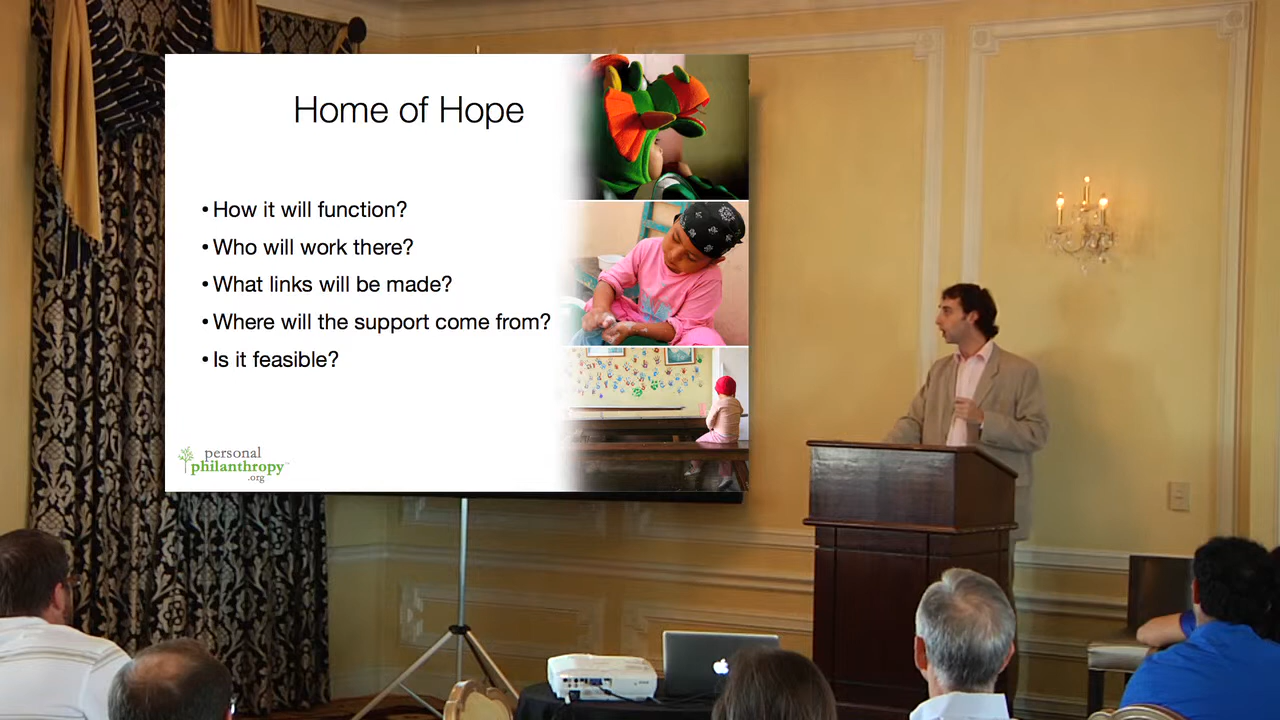 Home of Hope
• How it will function?
• Who will work there?
• What links will be made?
• Where will the support come from?
• Is it feasible?
personal
philanthropy™
.org